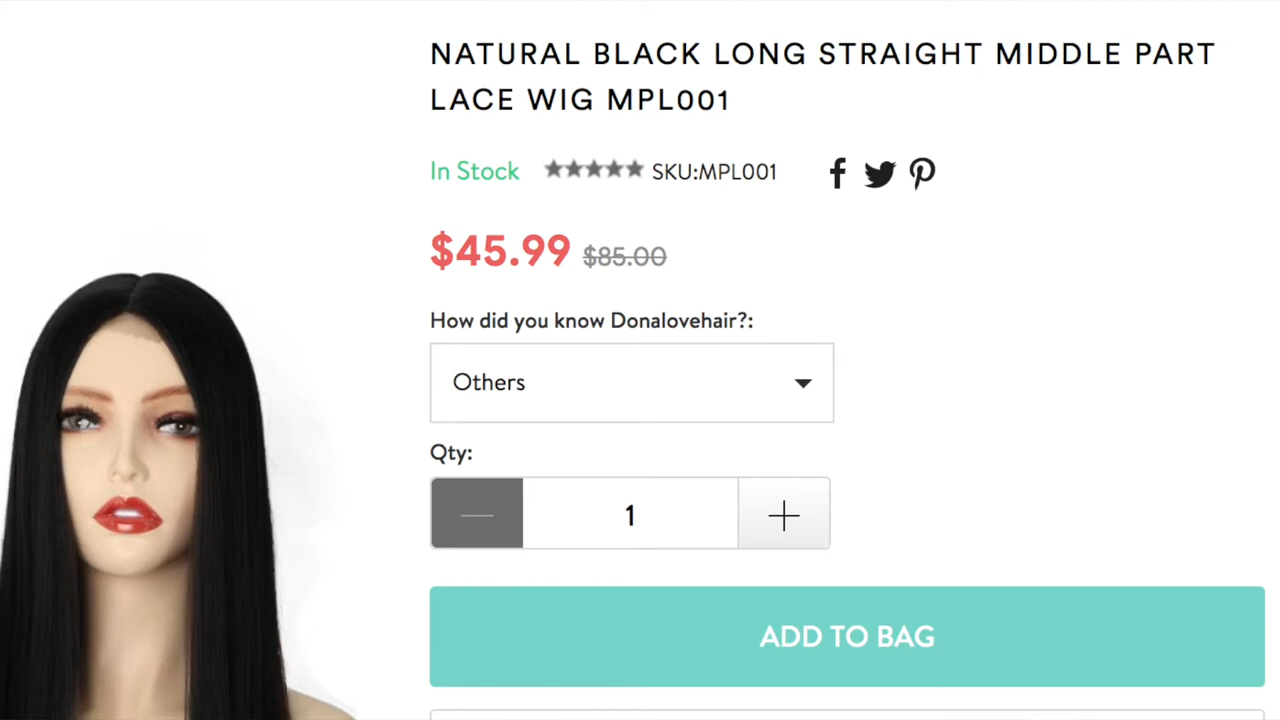 NATURAL BLACK LONG STRAIGHT MIDDLE PART
LACE WIG MPL001
In Stock SKU:MPL001
$45.99 $85.00
How did you know Donalovehair?:
Others
Qty:
1
ADD TO BAG